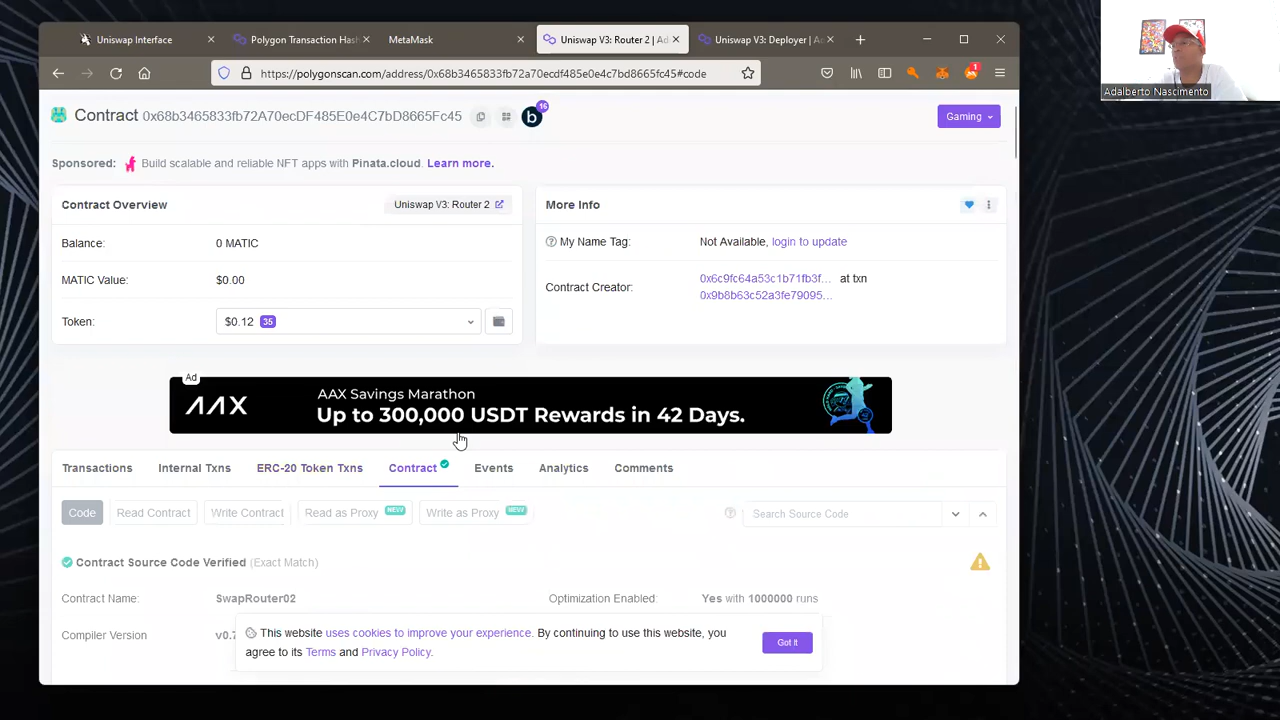 Uniswap Interface
Polygon Transaction Hash
MetaMask
Uniswap V3: Router 2 | Ad
Uniswap V3: Deployer | Ad
https://polygonscan.com/address/0x68b3465833fb72a70ecdf485e0e4c7bd8665fc45#code
1
Adalberto Nascimento
Contract 0x68b3465833fb72A70ecDF485E0e4C7bD8665Fc45
b 16
Gaming
Sponsored: Build scalable and reliable NFT apps with Pinata.cloud. Learn more.
Contract Overview
Uniswap V3: Router 2
Balance: 0 MATIC
MATIC Value: $0.00
Token: $0.12 35
More Info
My Name Tag: Not Available, login to update
Contract Creator: 0x6c9fc64a53c1b71fb3f... at txn
0x9b8b63c52a3fe79095...
Ad
AAX
AAX Savings Marathon
Up to 300,000 USDT Rewards in 42 Days.
Transactions Internal Txns ERC-20 Token Txns Contract Events Analytics Comments
Code Read Contract Write Contract Read as Proxy NEW Write as Proxy NEW
Search Source Code
Contract Source Code Verified (Exact Match)
Contract Name: SwapRouter02
Optimization Enabled: Yes with 1000000 runs
Compiler Version v0.7
This website uses cookies to improve your experience. By continuing to use this website, you
agree to its Terms and Privacy Policy.
Got it